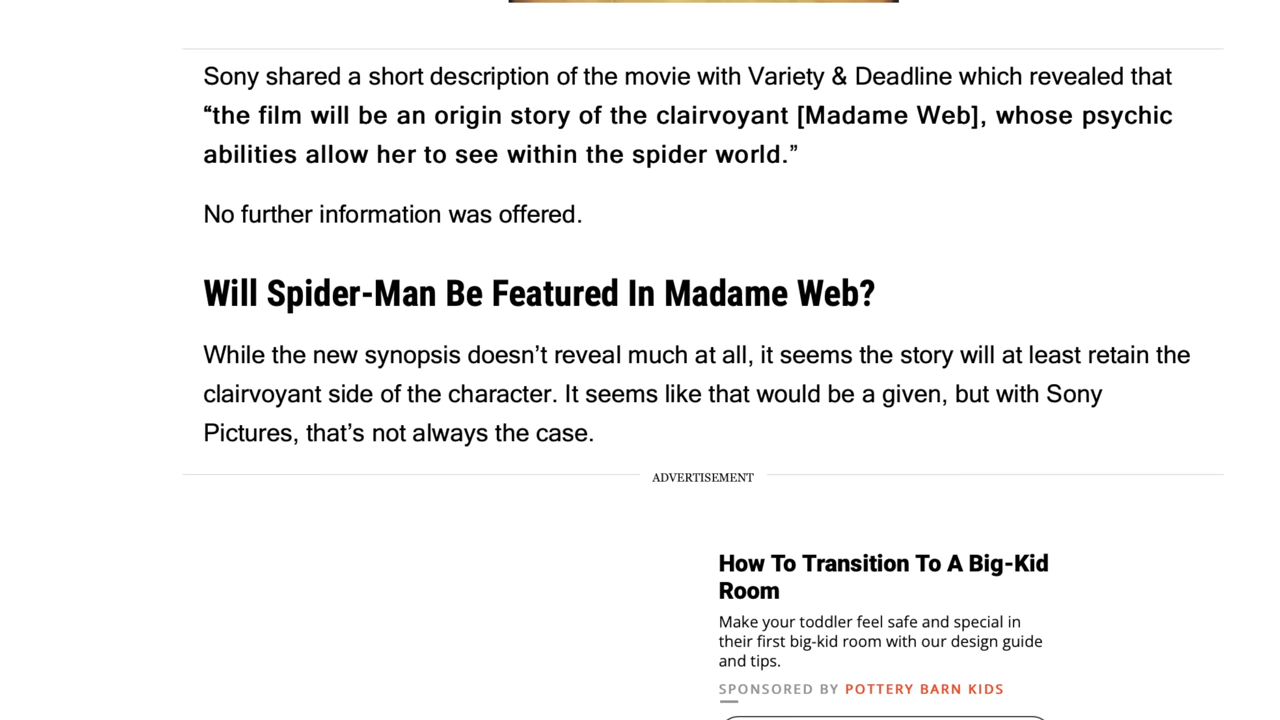 Sony shared a short description of the movie with Variety & Deadline which revealed that
“the film will be an origin story of the clairvoyant [Madame Web], whose psychic
abilities allow her to see within the spider world.”
No further information was offered.
Will Spider-Man Be Featured In Madame Web?
While the new synopsis doesn’t reveal much at all, it seems the story will at least retain the
clairvoyant side of the character. It seems like that would be a given, but with Sony
Pictures, that’s not always the case.
ADVERTISEMENT
How To Transition To A Big-Kid
Room
Make your toddler feel safe and special in
their first big-kid room with our design guide
and tips.
SPONSORED BY POTTERY BARN KIDS